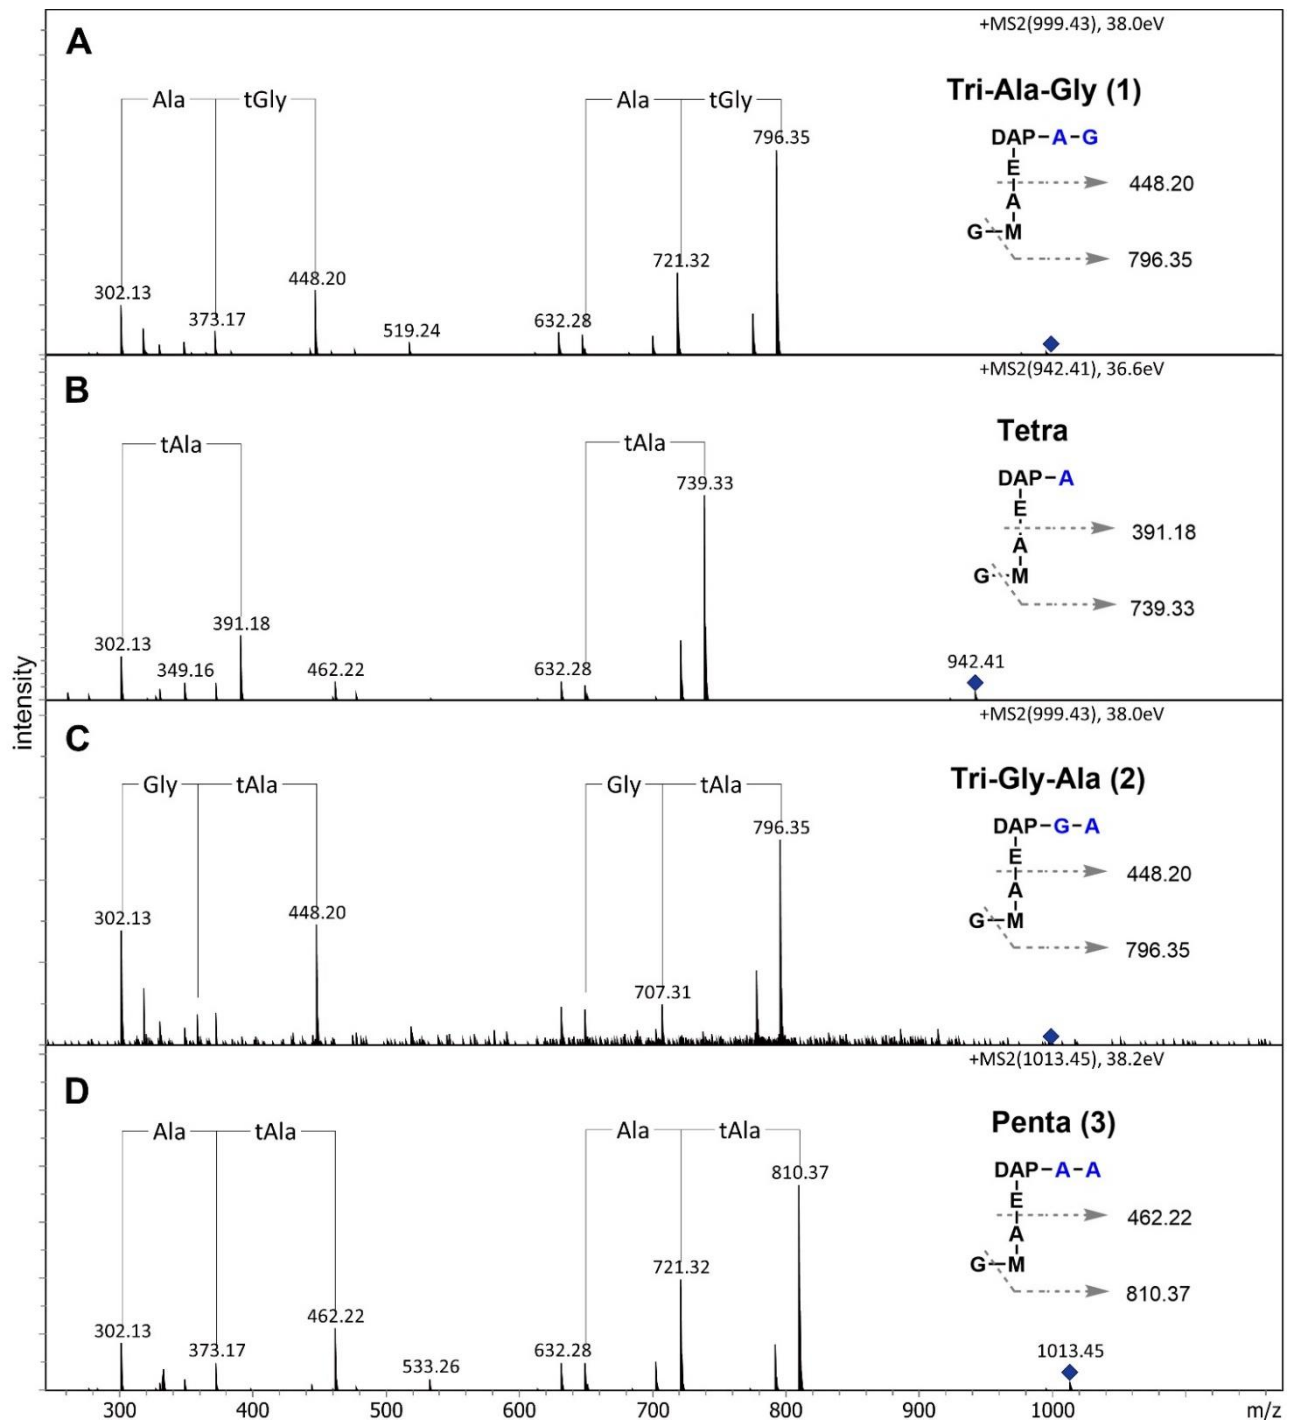 A
+MS2(999.43), 38.0eV
Tri-Ala-Gly (1)
Ala
tGly
Ala
tGly
302.13
373.17
448.20
519.24
632.28
721.32
796.35
DAP-A-G
E
A
G-M
448.20
796.35
B
+MS2(942.41), 36.6eV
Tetra
tAla
tAla
302.13
349.16
391.18
462.22
632.28
739.33
942.41
DAP-A
E
A
G-M
391.18
739.33
C
+MS2(999.43), 38.0eV
Tri-Gly-Ala (2)
Gly
tAla
Gly
tAla
302.13
448.20
707.31
796.35
DAP-G-A
E
A
G-M
448.20
796.35
D
+MS2(1013.45), 38.2eV
Penta (3)
Ala
tAla
Ala
tAla
302.13
373.17
462.22
533.26
632.28
721.32
810.37
1013.45
DAP-A-A
E
A
G-M
462.22
810.37
intensity
300 400 500 600 700 800 900 1000 m/z